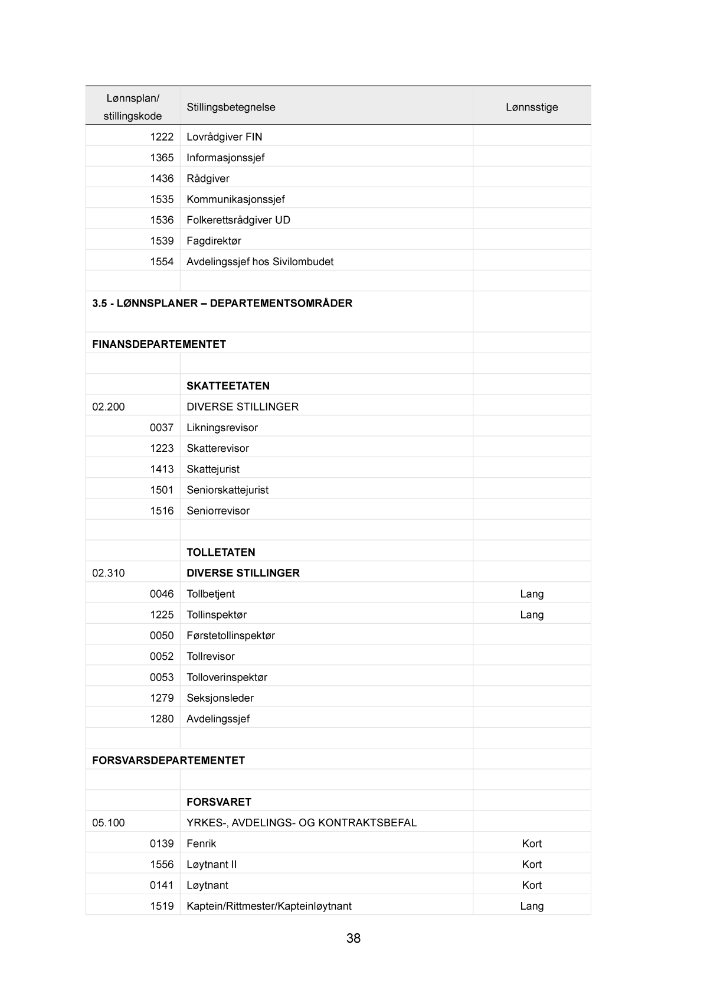 Lønnsplan/
stillingskode Stillingsbetegnelse Lønnsstige
1222 Lovrådgiver FIN
1365 Informasjonssjef
1436 Rådgiver
1535 Kommunikasjonssjef
1536 Folkerettsrådgiver UD
1539 Fagdirektør
1554 Avdelingssjef hos Sivilombudet
3.5 - LØNNSPLANER – DEPARTEMENTSOMRÅDER
FINANSDEPARTEMENTET
SKATTEETATEN
02.200 DIVERSE STILLINGER
0037 Likningsrevisor
1223 Skatterevisor
1413 Skattejurist
1501 Seniorskattejurist
1516 Seniorrevisor
TOLLETATEN
02.310 DIVERSE STILLINGER
0046 Tollbetjent Lang
1225 Tollinspektør Lang
0050 Førstetollinspektør
0052 Tollrevisor
0053 Tolloverinspektør
1279 Seksjonsleder
1280 Avdelingssjef
FORSVARSDEPARTEMENTET
FORSVARET
05.100 YRKES-, AVDELINGS- OG KONTRAKTSBEFAL
0139 Fenrik Kort
1556 Løytnant II Kort
0141 Løytnant Kort
1519 Kaptein/Rittmester/Kapteinløytnant Lang
38